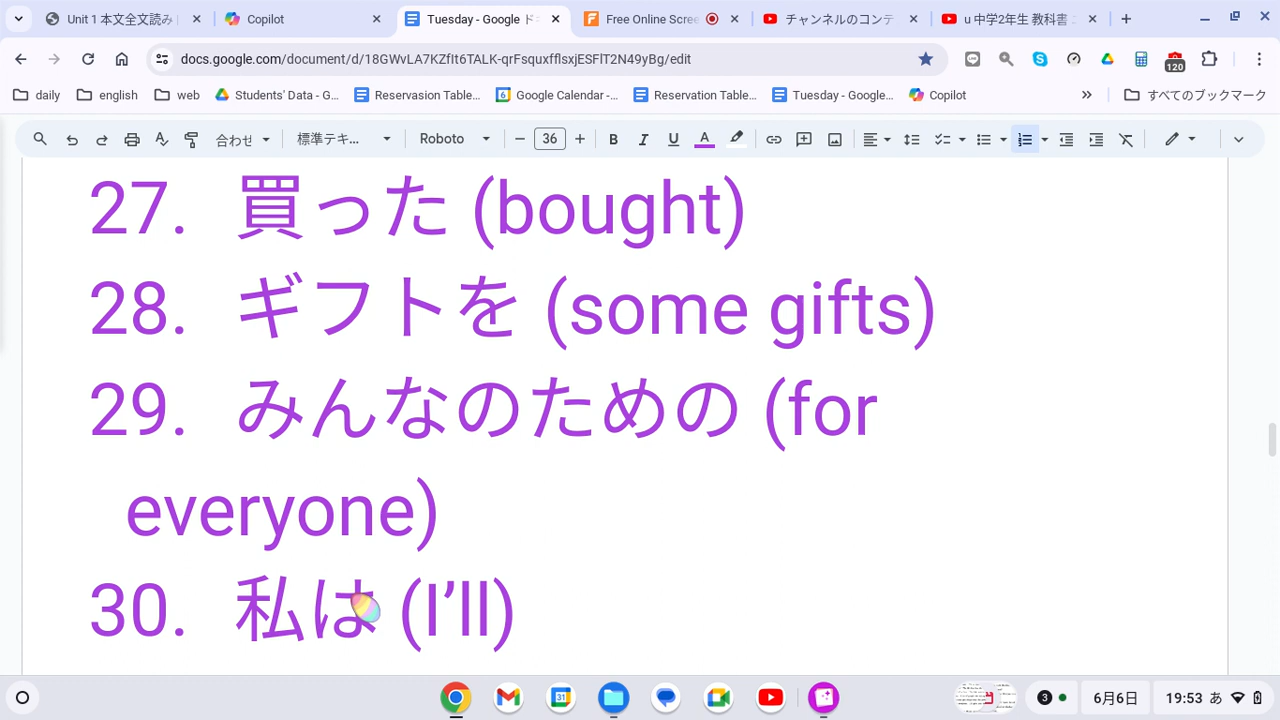 Unit 1 本文全文読み
Copilot
Tuesday - Google ド
Free Online Scree
チャンネルのコンテ
u 中学2年生 教科書
docs.google.com/document/d/18GWvLA7KZfIt6TALK-qrFsquxfflsxjESFlT2N49yBg/edit
120
daily
english
web
Students' Data - G...
Reservasion Table...
Google Calendar -...
Reservation Table...
Tuesday - Google...
Copilot
すべてのブックマーク
合わせ
標準テキ...
Roboto
36
27. 買った (bought)
28. ギフトを (some gifts)
29. みんなのための (for
everyone)
30. 私は (I'll)
31
3
6月6日
19:53
あ